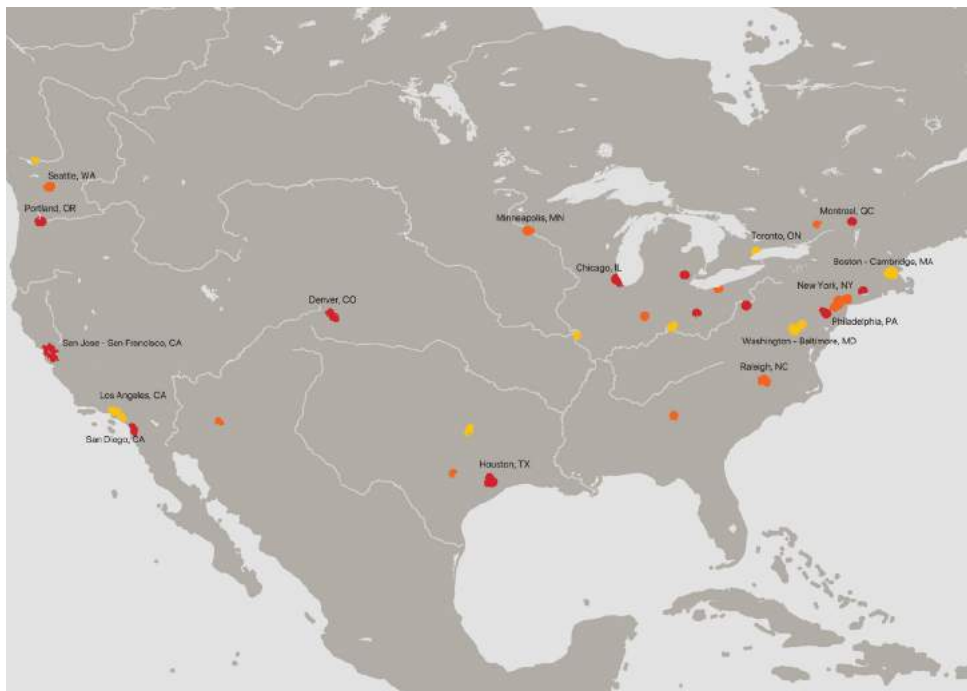 Seattle, WA
Portland, OR
Minneapolis, MN
Montreal, QC
Toronto, ON
Boston - Cambridge, MA
Chicago, IL
New York, NY
Denver, CO
Philadelphia, PA
San Jose - San Francisco, CA
Washington - Baltimore, MD
Raleigh, NC
Los Angeles, CA
San Diego, CA
Houston, TX